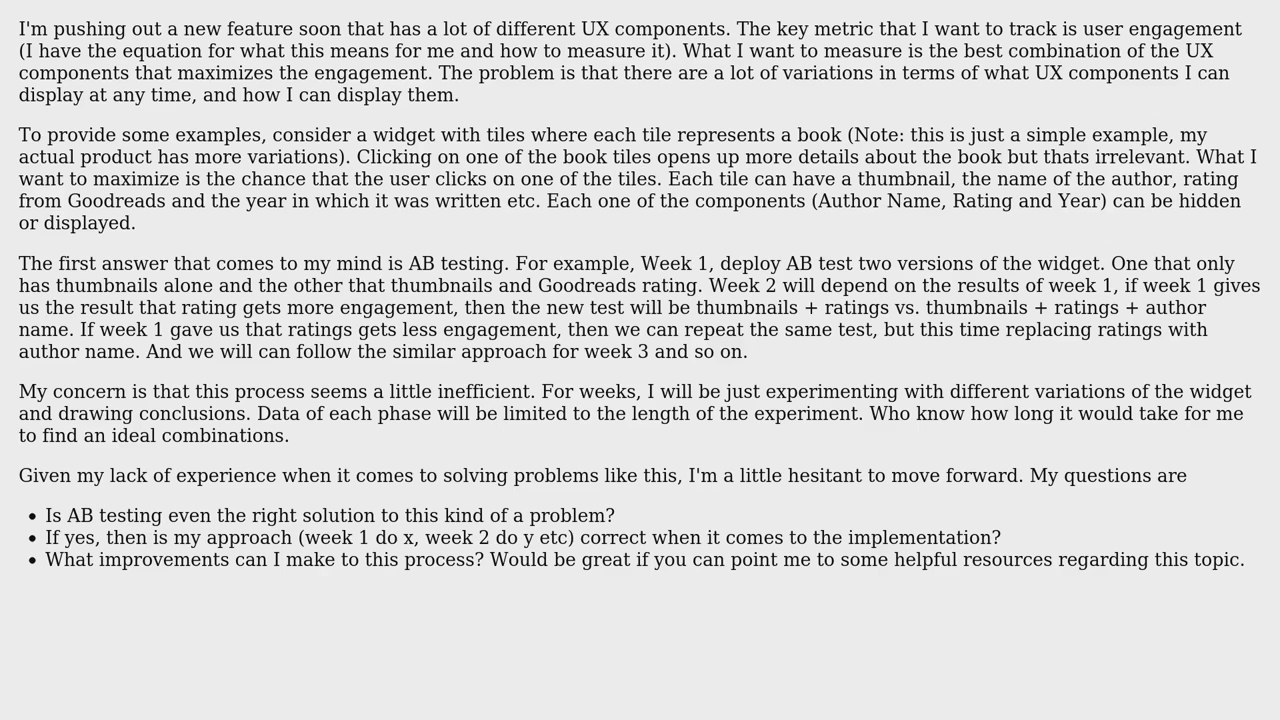 I'm pushing out a new feature soon that has a lot of different UX components. The key metric that I want to track is user engagement
(I have the equation for what this means for me and how to measure it). What I want to measure is the best combination of the UX
components that maximizes the engagement. The problem is that there are a lot of variations in terms of what UX components I can
display at any time, and how I can display them.
To provide some examples, consider a widget with tiles where each tile represents a book (Note: this is just a simple example, my
actual product has more variations). Clicking on one of the book tiles opens up more details about the book but thats irrelevant. What I
want to maximize is the chance that the user clicks on one of the tiles. Each tile can have a thumbnail, the name of the author, rating
from Goodreads and the year in which it was written etc. Each one of the components (Author Name, Rating and Year) can be hidden
or displayed.
The first answer that comes to my mind is AB testing. For example, Week 1, deploy AB test two versions of the widget. One that only
has thumbnails alone and the other that thumbnails and Goodreads rating. Week 2 will depend on the results of week 1, if week 1 gives
us the result that rating gets more engagement, then the new test will be thumbnails + ratings vs. thumbnails + ratings + author
name. If week 1 gave us that ratings gets less engagement, then we can repeat the same test, but this time replacing ratings with
author name. And we will can follow the similar approach for week 3 and so on.
My concern is that this process seems a little inefficient. For weeks, I will be just experimenting with different variations of the widget
and drawing conclusions. Data of each phase will be limited to the length of the experiment. Who know how long it would take for me
to find an ideal combinations.
Given my lack of experience when it comes to solving problems like this, I'm a little hesitant to move forward. My questions are
• Is AB testing even the right solution to this kind of a problem?
• If yes, then is my approach (week 1 do x, week 2 do y etc) correct when it comes to the implementation?
• What improvements can I make to this process? Would be great if you can point me to some helpful resources regarding this topic.